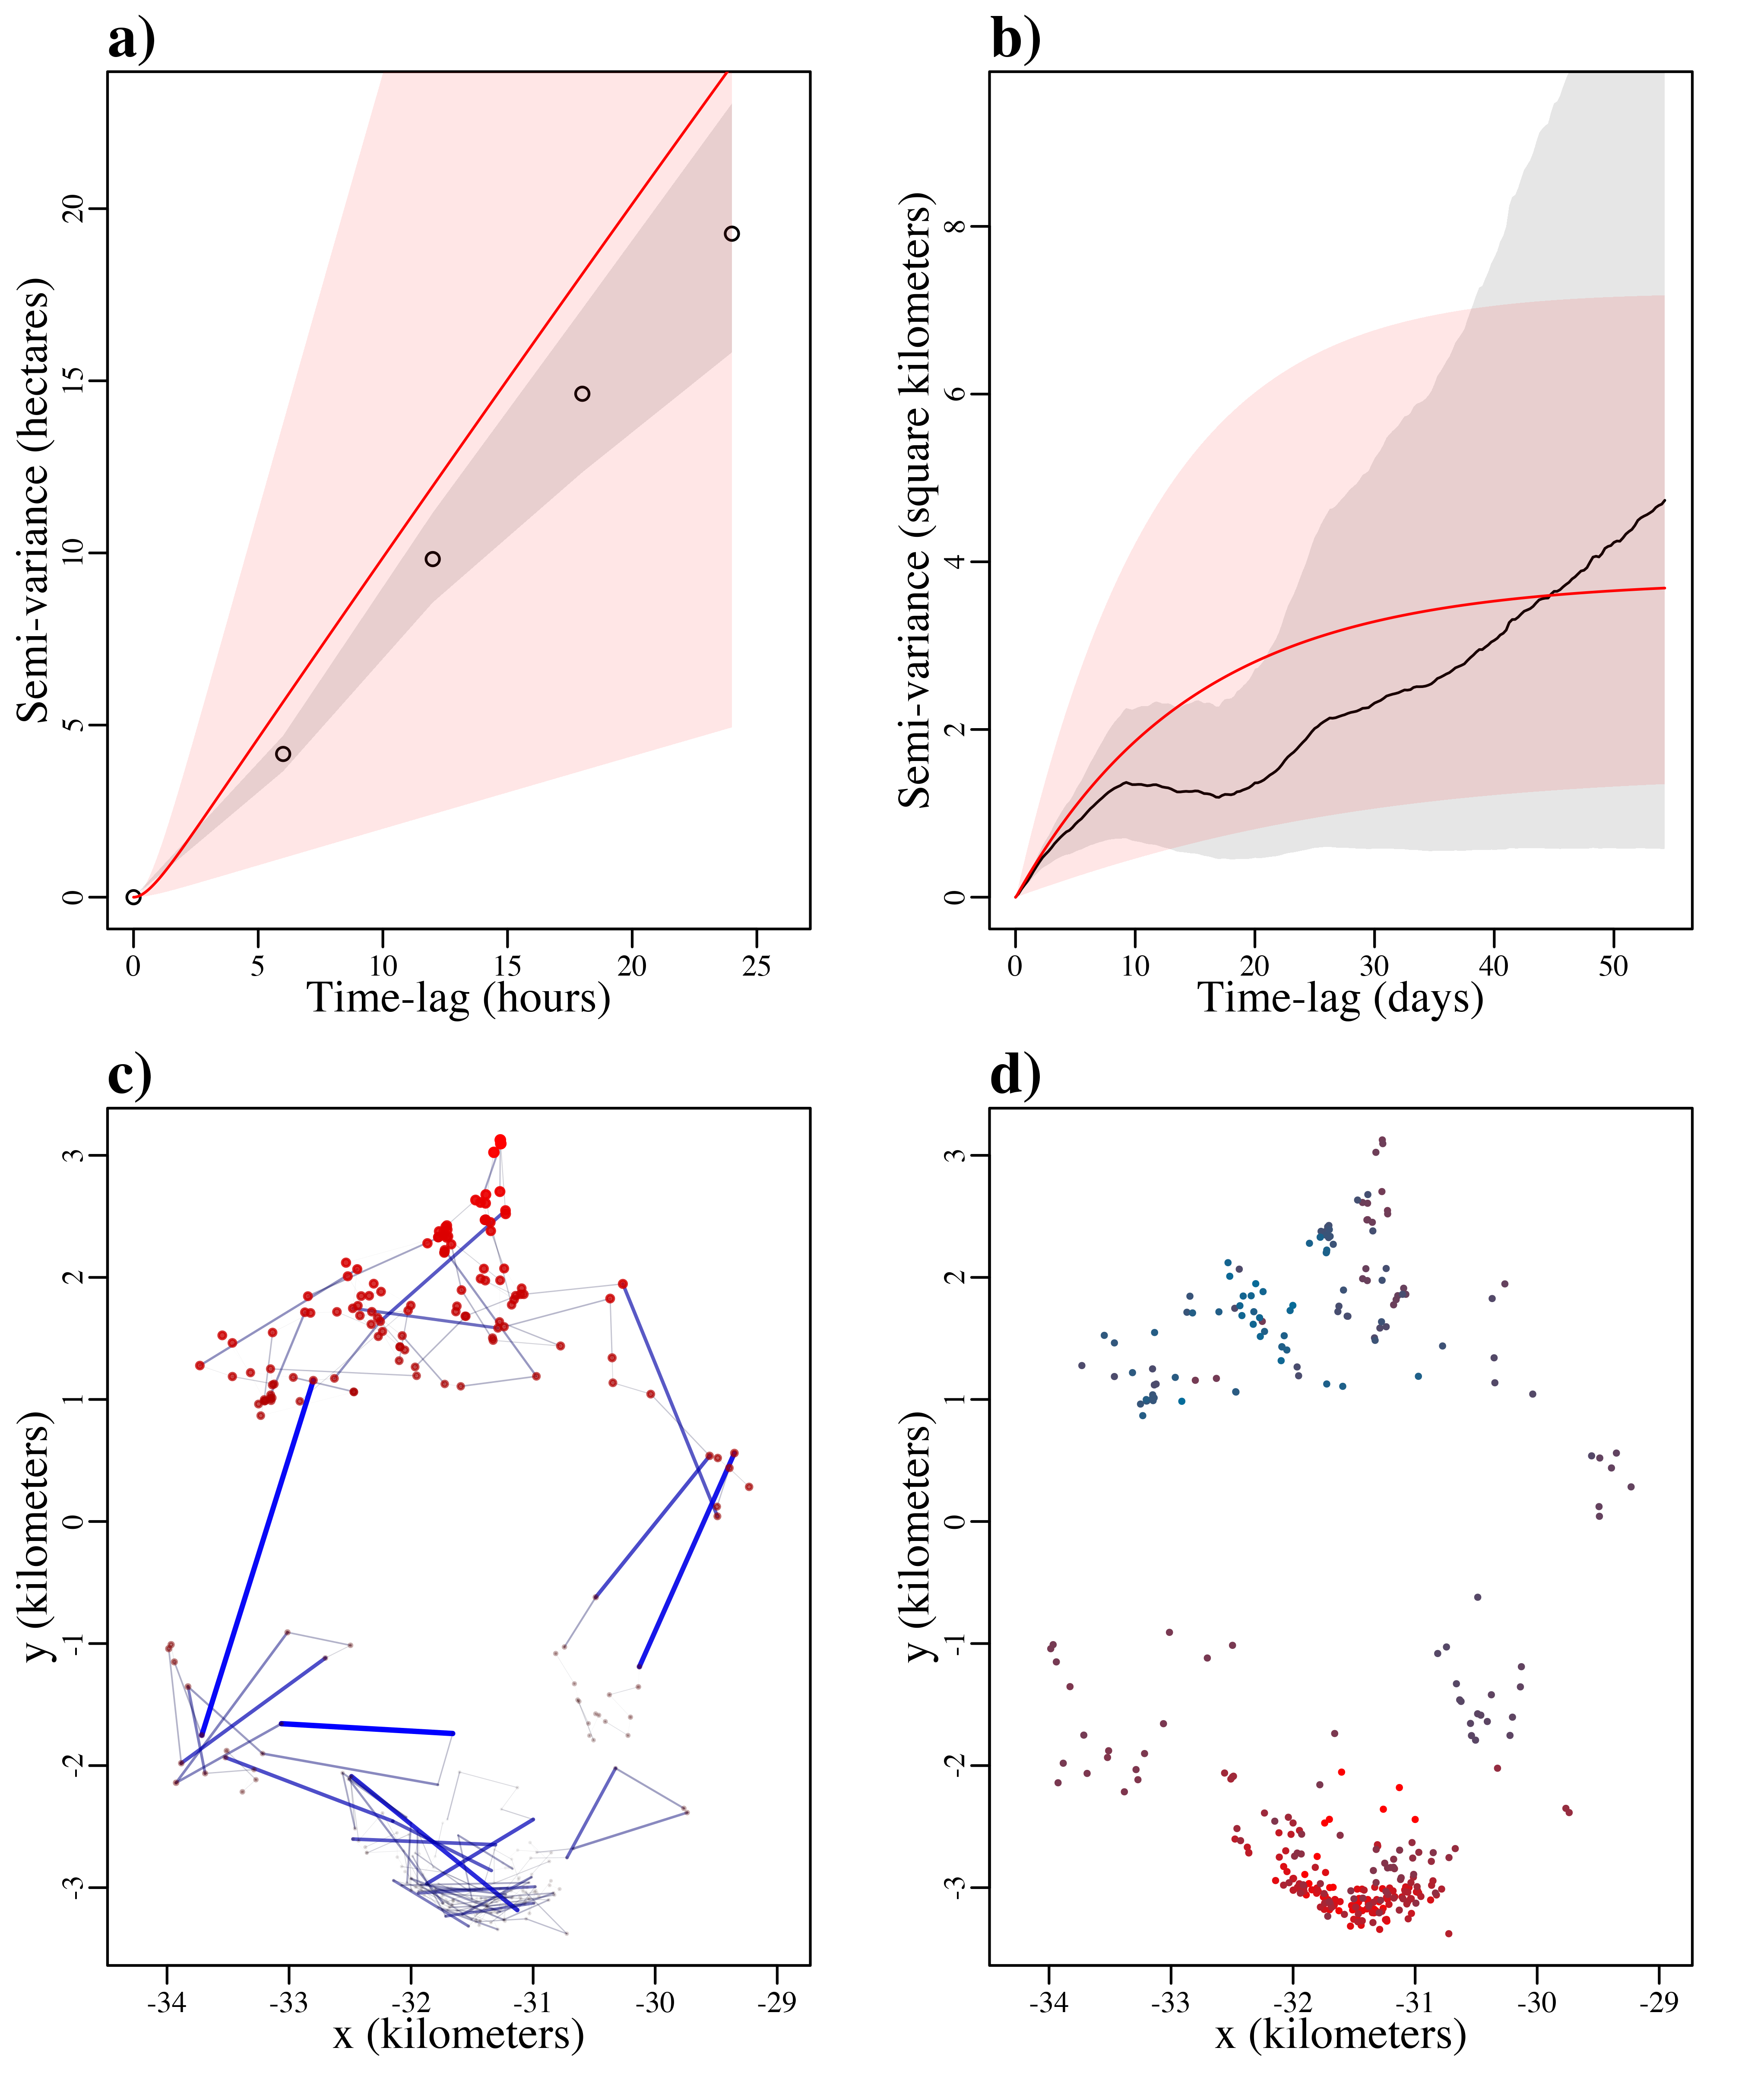 a)
Semi-variance (hectares)
20
15
10
5
0
0 5 10 15 20 25
Time-lag (hours)
b)
Semi-variance (square kilometers)
8
6
4
2
0
0 10 20 30 40 50
Time-lag (days)
c)
y (kilometers)
3
2
1
0
-1
-2
-3
-34 -33 -32 -31 -30 -29
x (kilometers)
d)
y (kilometers)
3
2
1
0
-1
-2
-3
-34 -33 -32 -31 -30 -29
x (kilometers)